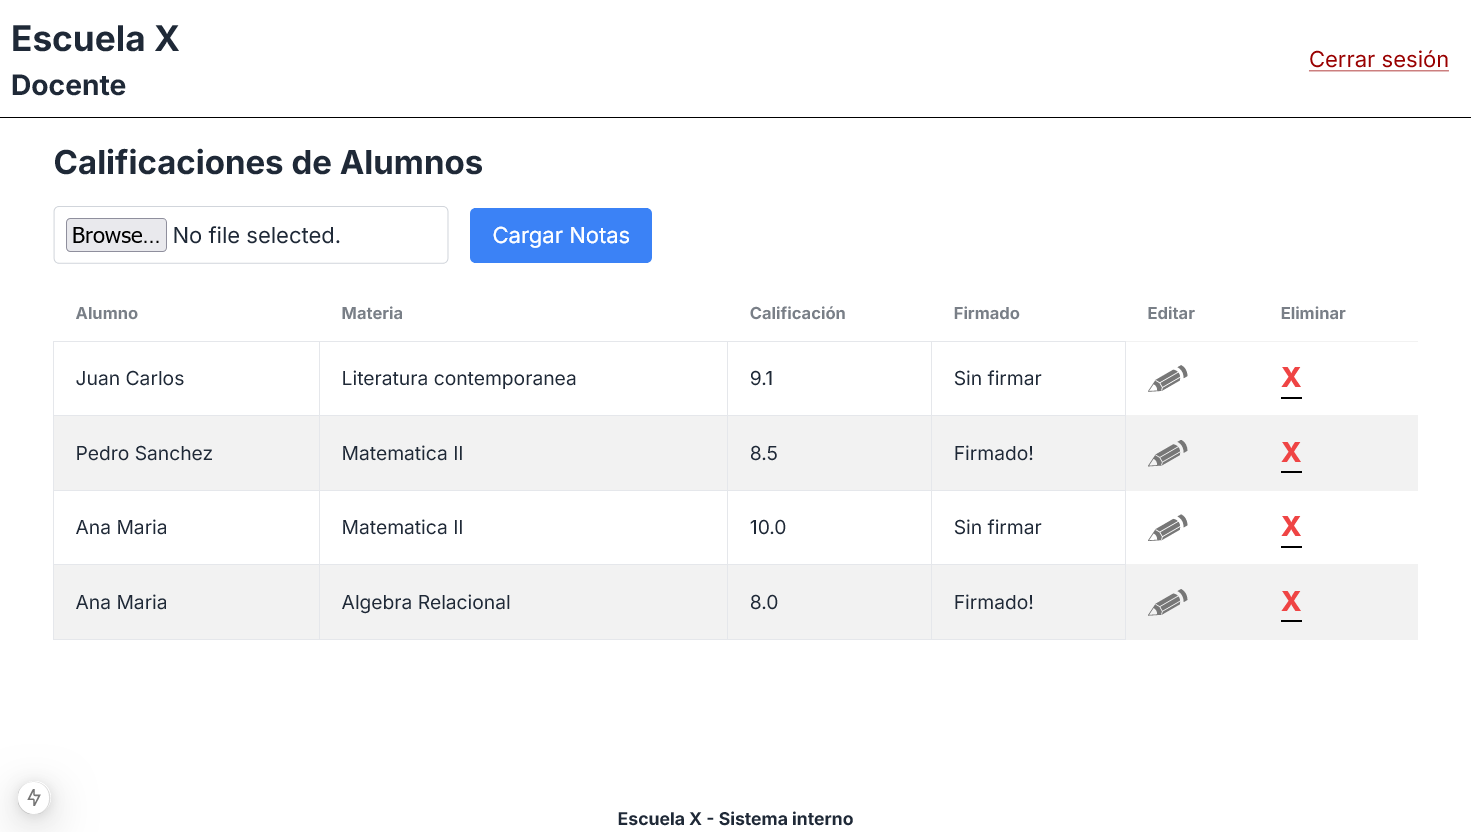 Escuela X
Docente
Cerrar sesión
Calificaciones de Alumnos
Browse... No file selected.
Cargar Notas
Alumno Materia Calificación Firmado Editar Eliminar
Juan Carlos Literatura contemporanea 9.1 Sin firmar X
Pedro Sanchez Matematica II 8.5 Firmado! X
Ana Maria Matematica II 10.0 Sin firmar X
Ana Maria Algebra Relacional 8.0 Firmado! X
Escuela X - Sistema interno